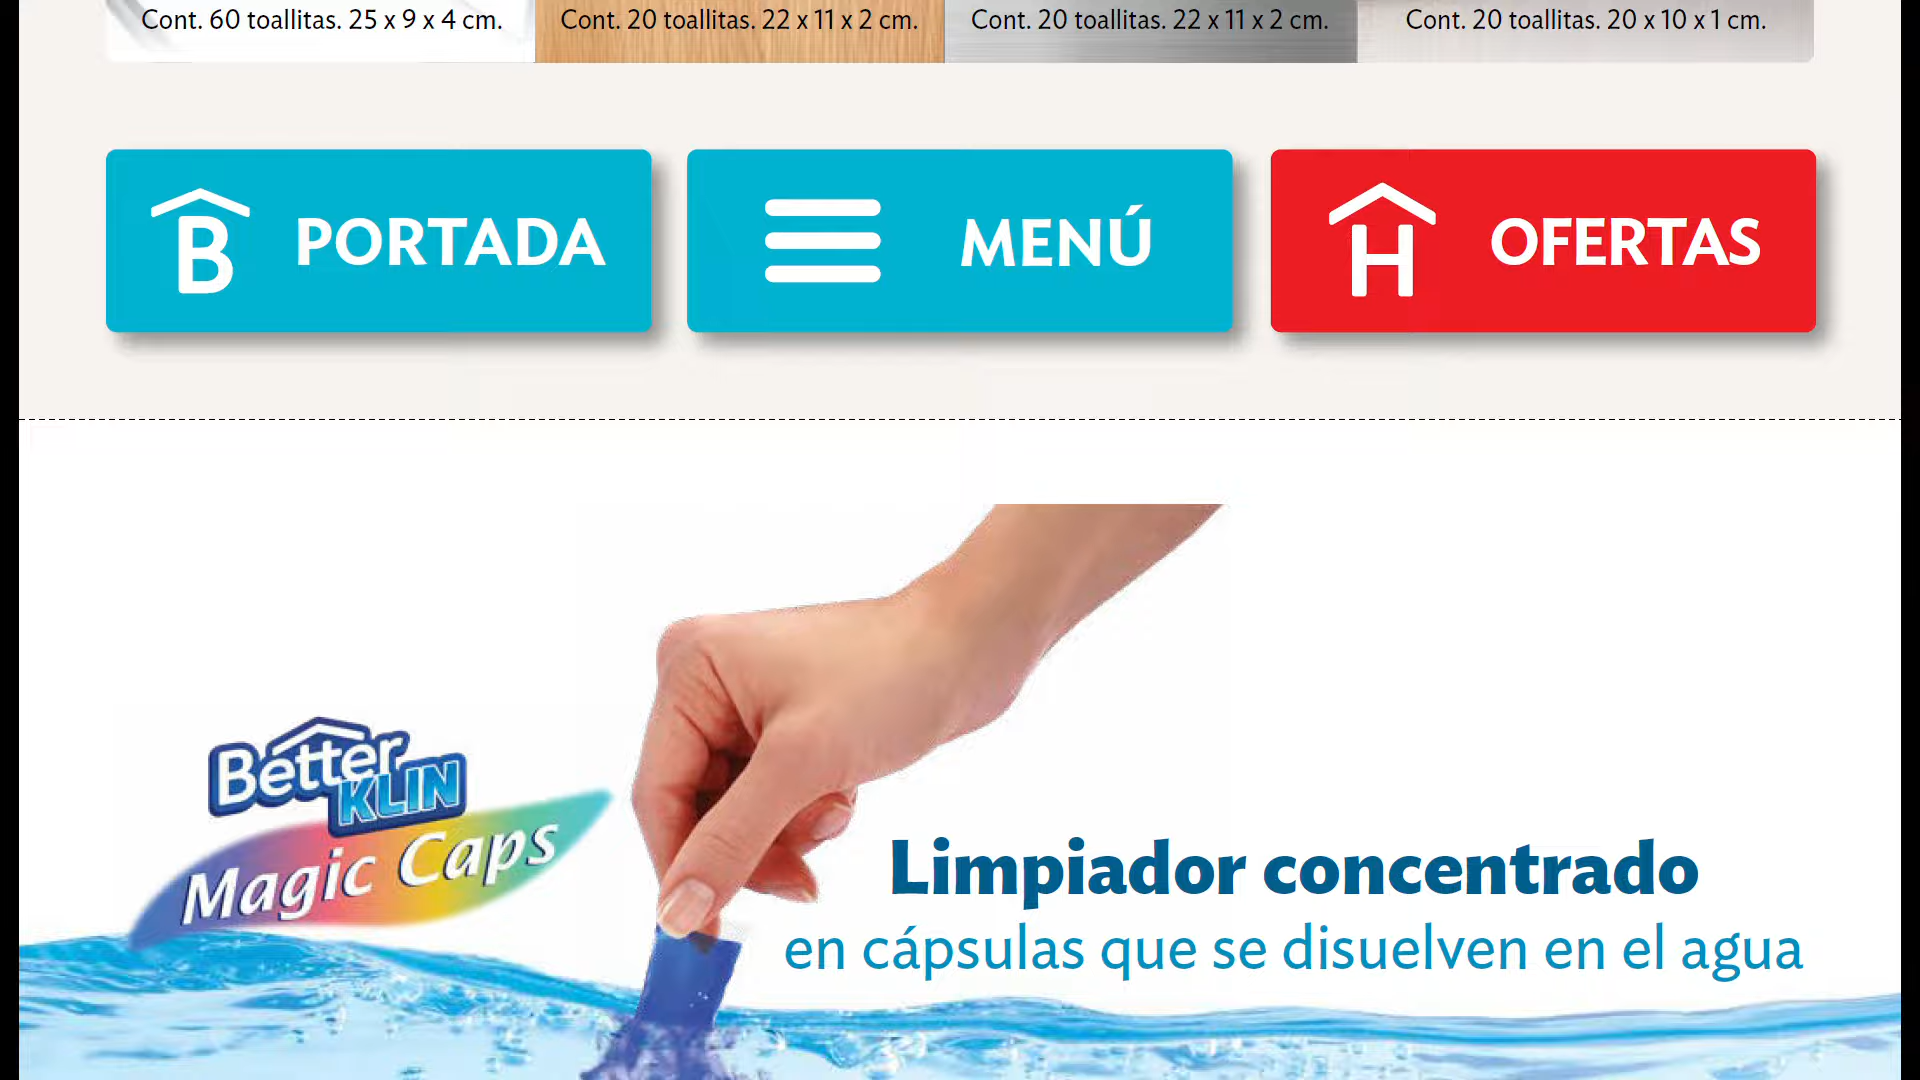 Cont. 60 toallitas. 25 x 9 x 4 cm.
Cont. 20 toallitas. 22 x 11 x 2 cm.
Cont. 20 toallitas. 22 x 11 x 2 cm.
Cont. 20 toallitas. 20 x 10 x 1 cm.
B PORTADA
MENÚ
H OFERTAS
Better
KLIN
Magic Caps
Limpiador concentrado
en cápsulas que se disuelven en el agua